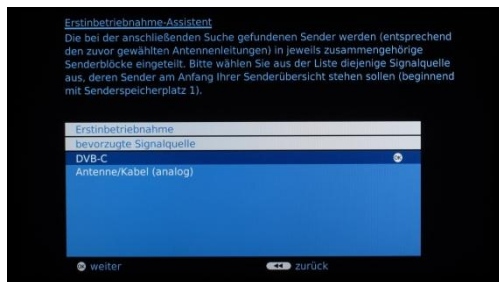 Erstinbetriebnahme-Assistent
Die bei der anschließenden Suche gefundenen Sender werden (entsprechend
den zuvor gewählten Antennenleitungen) in jeweils zusammengehörige
Senderblöcke eingeteilt. Bitte wählen Sie aus der Liste diejenige Signalquelle
aus, deren Sender am Anfang Ihrer Senderübersicht stehen sollen (beginnend
mit Senderspeicherplatz 1).
Erstinbetriebnahme
bevorzugte Signalquelle
DVB-C OK
Antenne/Kabel (analog)
OK weiter ◀◀ zurück